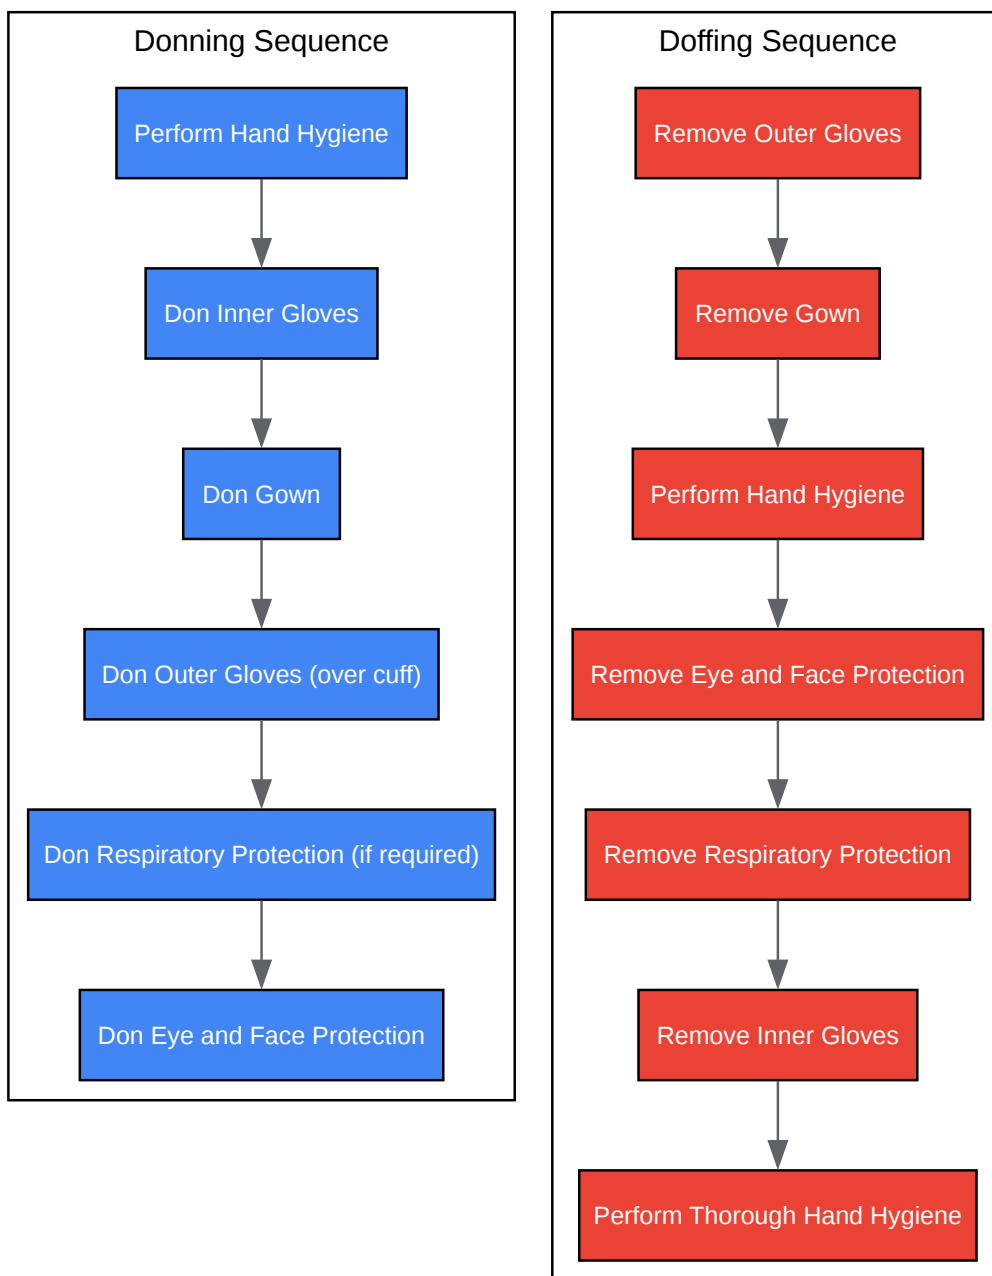 Donning Sequence
Perform Hand Hygiene
Don Inner Gloves
Don Gown
Don Outer Gloves (over cuff)
Don Respiratory Protection (if required)
Don Eye and Face Protection
Doffing Sequence
Remove Outer Gloves
Remove Gown
Perform Hand Hygiene
Remove Eye and Face Protection
Remove Respiratory Protection
Remove Inner Gloves
Perform Thorough Hand Hygiene